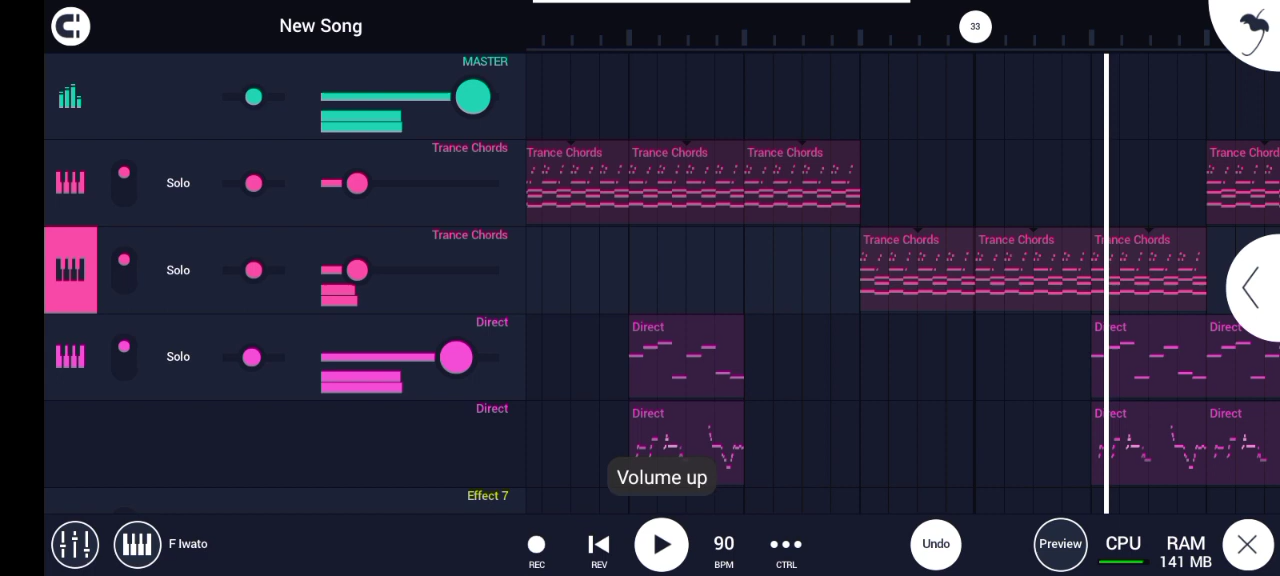 New Song
33
MASTER
Trance Chords
Solo
Trance Chords
Trance Chords
Trance Chords
Trance Chord
Trance Chords
Solo
Trance Chords
Trance Chords
Trance Chords
Direct
Solo
Direct
Direct
Direct
Direct
Direct
Direct
Direct
Volume up
Effect 7
F Iwato
REC
REV
90
BPM
CTRL
Undo
Preview
CPU
RAM
141 MB